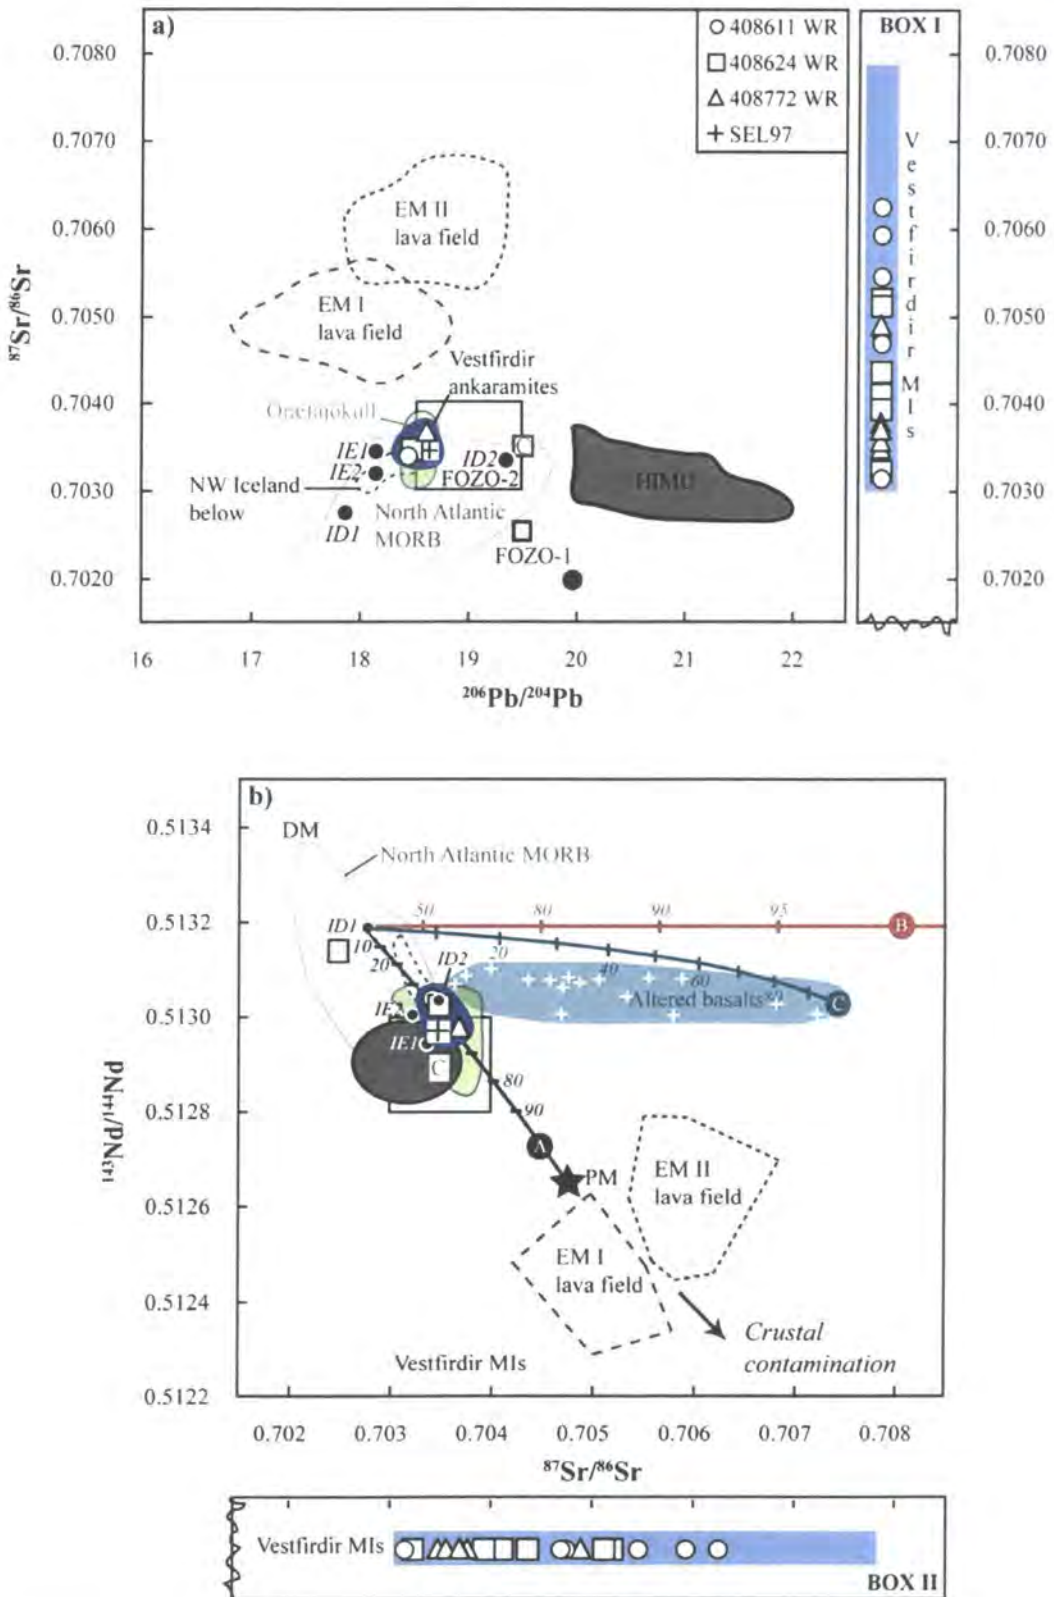 a)
408611 WR
408624 WR
408772 WR
SEL97
BOX I
0.7080
0.7070
0.7060
0.7050
0.7040
0.7030
0.7020
87Sr/86Sr
EM II
lava field
EM I
lava field
Vestfirdir
ankaramites
IE1
IE2
ID2
FOZO-2
C
HIMU
NW Iceland
below
ID1
North Atlantic
MORB
FOZO-1
16
17
18
19
20
21
22
206Pb/204Pb
Vestfirdir MIs
0.7080
0.7070
0.7060
0.7050
0.7040
0.7030
0.7020
b)
DM
North Atlantic MORB
0.5134
0.5132
0.5130
0.5128
0.5126
0.5124
0.5122
143Nd/144Nd
ID1
50
80
90
95
B
10
20
ID2
20
40
60
80
Altered basalts
C
IE2
IE1
C
80
90
A
PM
EM II
lava field
EM I
lava field
Crustal
contamination
Vestfirdir MIs
0.702
0.703
0.704
0.705
0.706
0.707
0.708
87Sr/86Sr
Vestfirdir MIs
BOX II